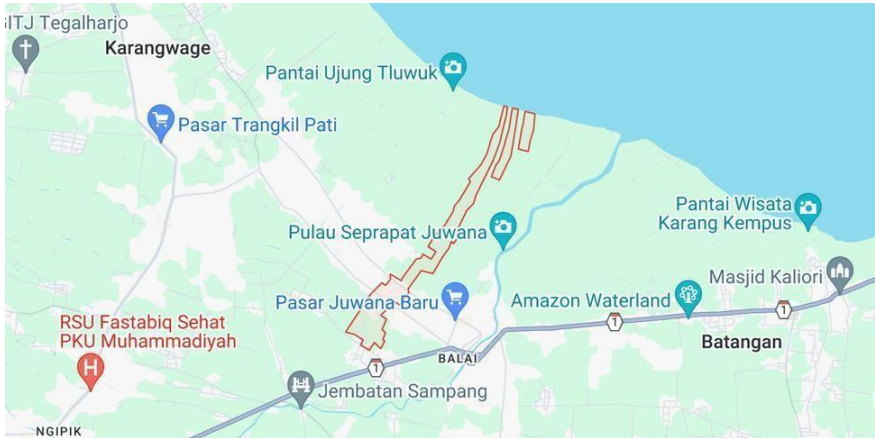 GITJ Tegalharjo
Karangwage
Pantai Ujung Tluwuk
Pasar Trangkil Pati
Pulau Seprapat Juwana
Pantai Wisata
Karang Kempus
Masjid Kaliori
Pasar Juwana Baru
Amazon Waterland
RSU Fastabiq Sehat
PKU Muhammadiyah
1
1
Batangan
BALAI
1
Jembatan Sampang
NGIPIK